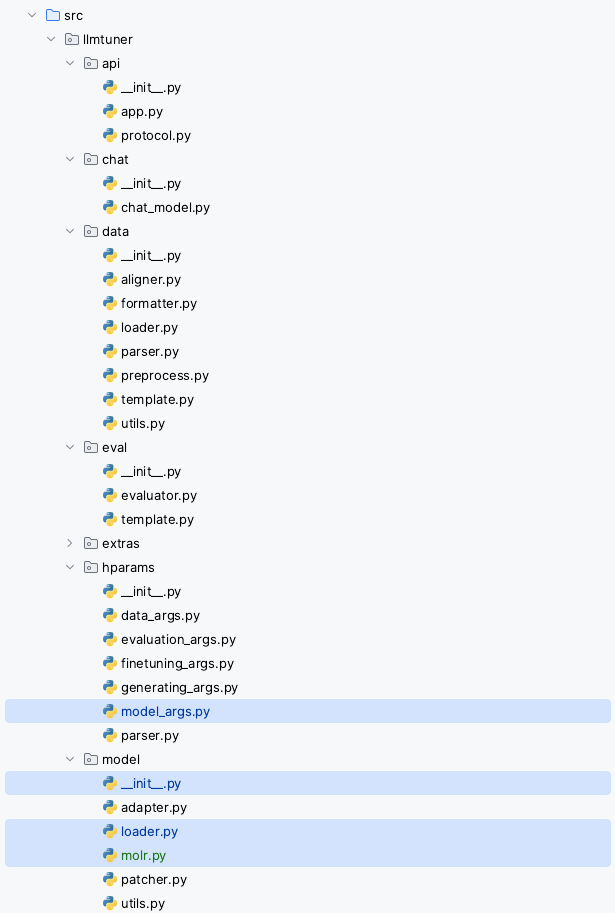 src
llmtuner
api
__init__.py
app.py
protocol.py
chat
__init__.py
chat_model.py
data
__init__.py
aligner.py
formatter.py
loader.py
parser.py
preprocess.py
template.py
utils.py
eval
__init__.py
evaluator.py
template.py
extras
hparams
__init__.py
data_args.py
evaluation_args.py
finetuning_args.py
generating_args.py
model_args.py
parser.py
model
__init__.py
adapter.py
loader.py
molr.py
patcher.py
utils.py